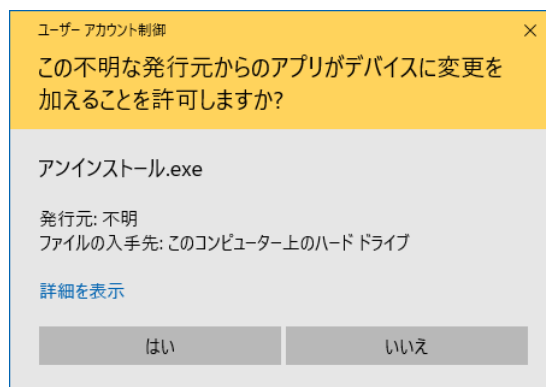 ユーザー アカウント制御
この不明な発行元からのアプリがデバイスに変更を
加えることを許可しますか?
アンインストール.exe
発行元: 不明
ファイルの入手先: このコンピューター上のハード ドライブ
詳細を表示
はい
いいえ